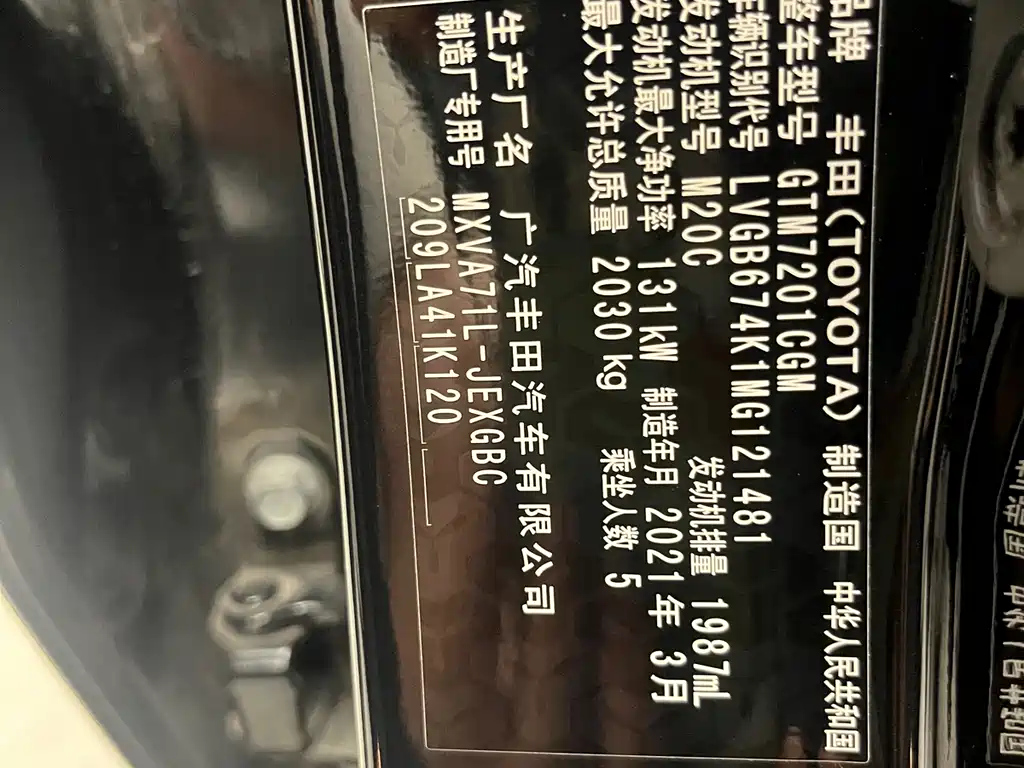 品牌 丰田(TOYOTA) 制造国 中华人民共和国
整车型号 GTM7201CGM
车辆识别代号 LVGB674K1MG121481
发动机型号 M20C 发动机排量 1987mL
发动机最大净功率 131kW 制造年月 2021年 3月
最大允许总质量 2030 kg 乘坐人数 5
生产厂名 广汽丰田汽车有限公司
制造厂专用号 MXVA71L-JEXGBC
209LA41K120